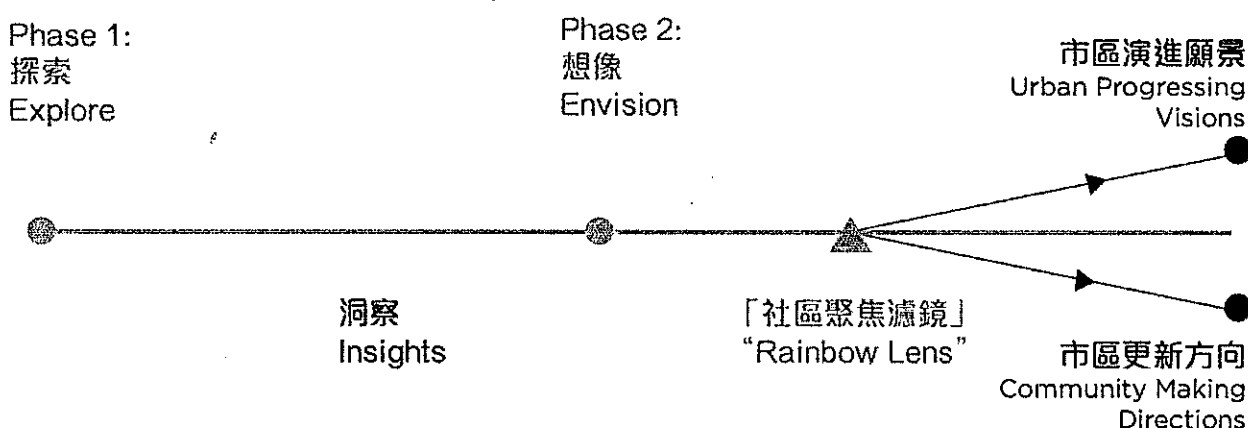 Phase 1:
探索
Explore
Phase 2:
想像
Envision
市區演進願景
Urban Progressing
Visions
洞察
Insights
「社區聚焦濾鏡」
“Rainbow Lens”
市區更新方向
Community Making
Directions